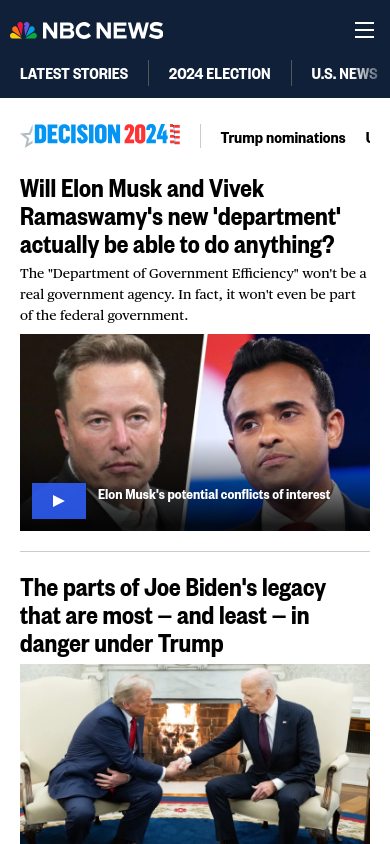 NBC NEWS
LATEST STORIES
2024 ELECTION
U.S. NEWS
DECISION 2024
Trump nominations
Will Elon Musk and Vivek
Ramaswamy's new 'department'
actually be able to do anything?
The "Department of Government Efficiency" won't be a
real government agency. In fact, it won't even be part
of the federal government.
Elon Musk's potential conflicts of interest
The parts of Joe Biden's legacy
that are most — and least — in
danger under Trump